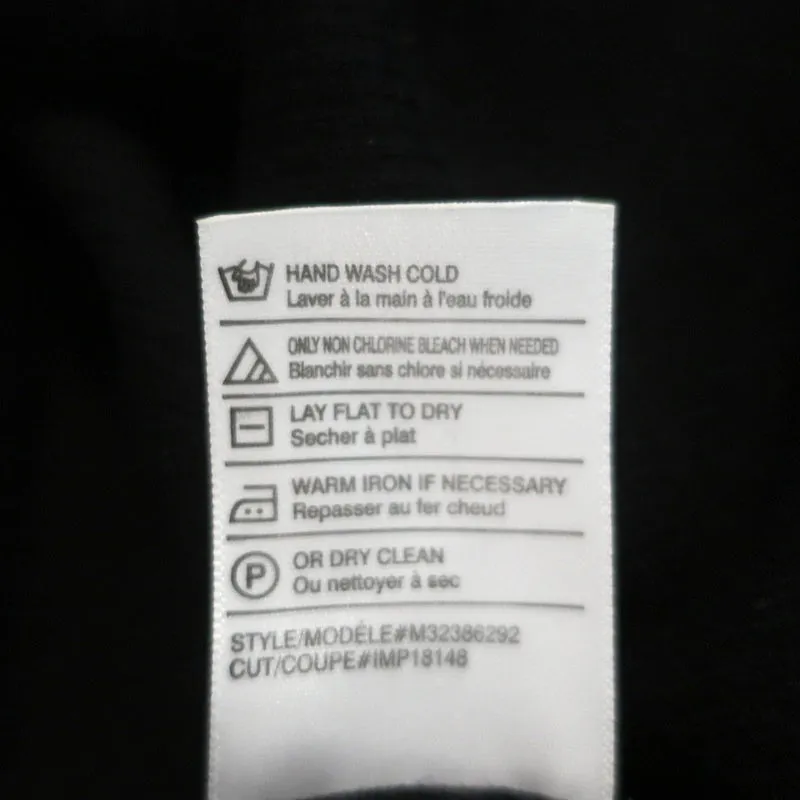 HAND WASH COLD
Laver à la main à l'eau froide
ONLY NON CHLORINE BLEACH WHEN NEEDED
Blanchir sans chlore si nécessaire
LAY FLAT TO DRY
Secher à plat
WARM IRON IF NECESSARY
Repasser au fer cheud
P
OR DRY CLEAN
Ou nettoyer à sec
STYLE/MODÉLE#M32386292
CUT/COUPE#IMP18148